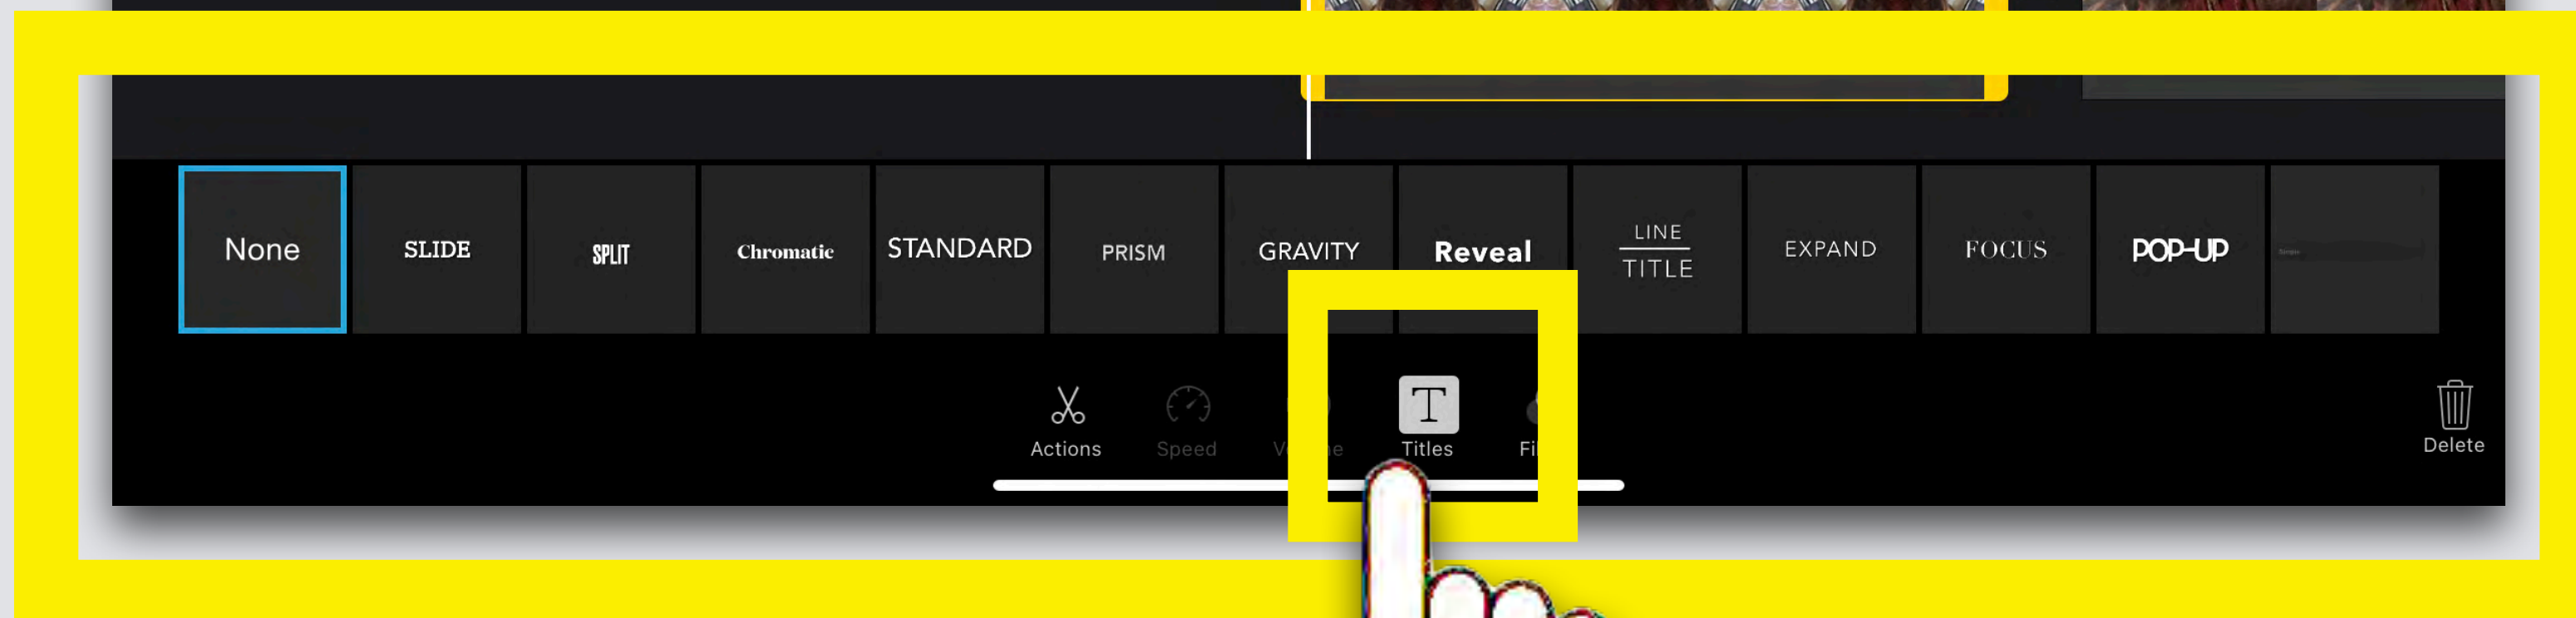 None
SLIDE
SPLIT
Chromatic
STANDARD
PRISM
GRAVITY
Reveal
LINE
TITLE
EXPAND
FOCUS
POP-UP
Actions
Speed
T
Titles
Delete